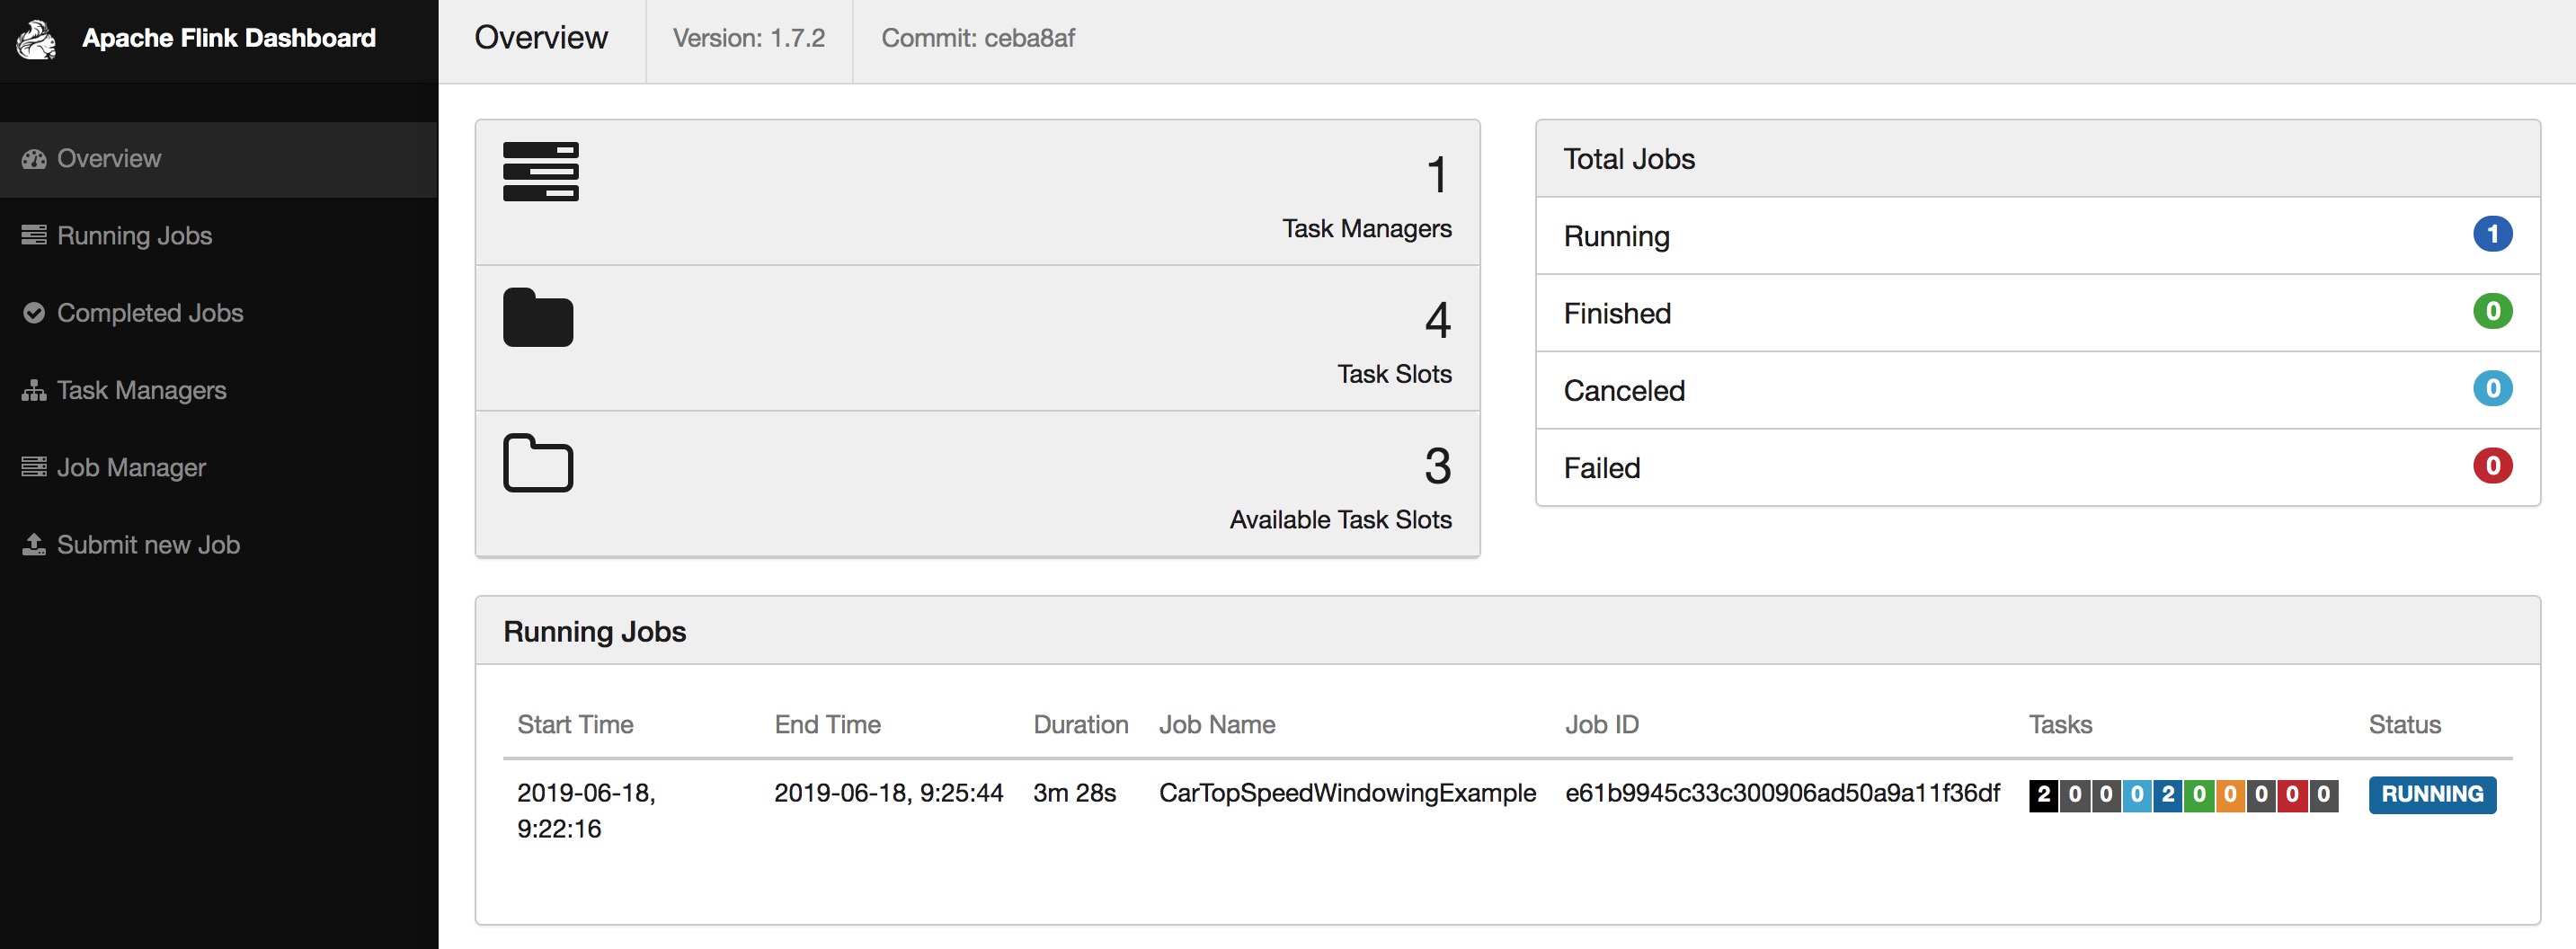 Apache Flink Dashboard
Overview
Version: 1.7.2
Commit: ceba8af
Overview
Running Jobs
Completed Jobs
Task Managers
Job Manager
Submit new Job
1
Task Managers
4
Task Slots
3
Available Task Slots
Total Jobs
Running 1
Finished 0
Canceled 0
Failed 0
Running Jobs
Start Time End Time Duration Job Name Job ID Tasks Status
2019-06-18, 2019-06-18, 9:25:44 3m 28s CarTopSpeedWindowingExample e61b9945c33c300906ad50a9a11f36df 2 0 0 0 2 0 0 0 0 0 RUNNING
9:22:16